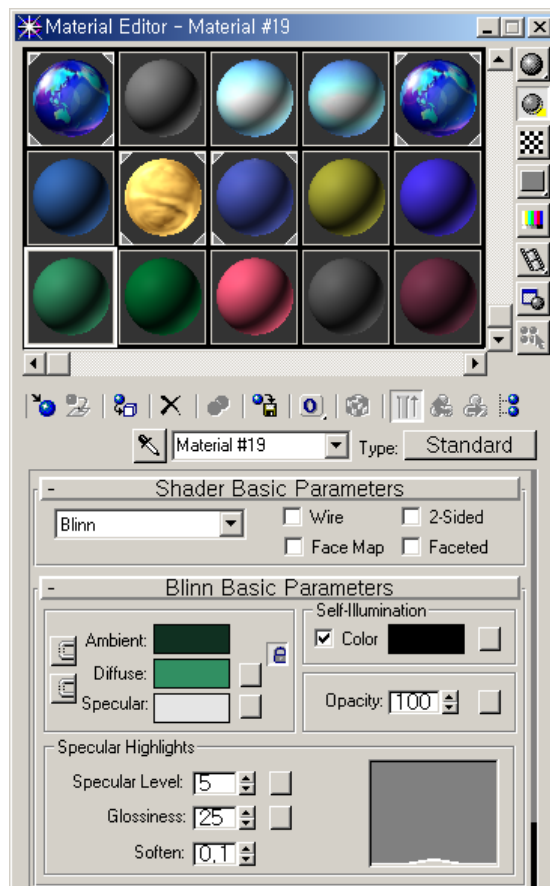 Material Editor - Material #19
Material #19
Type: Standard
- Shader Basic Parameters
Blinn
Wire
2-Sided
Face Map
Faceted
- Blinn Basic Parameters
Self-Illumination
Ambient:
Color
Diffuse:
Specular:
Opacity: 100
Specular Highlights
Specular Level: 5
Glossiness: 25
Soften: 0,1